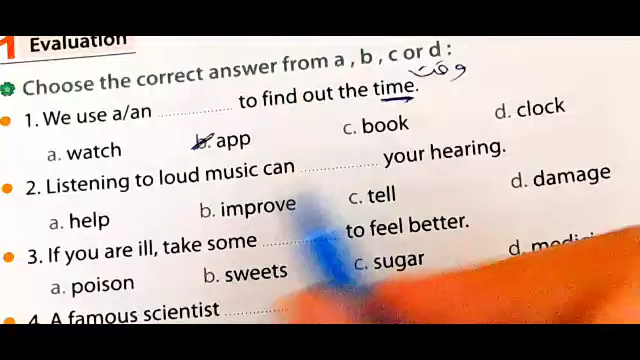 1 Evaluation
Choose the correct answer from a , b , c or d :
وقت
1. We use a/an .................. to find out the time.
a. watch b. app c. book d. clock
2. Listening to loud music can .................. your hearing.
a. help b. improve c. tell d. damage
3. If you are ill, take some .................. to feel better.
a. poison b. sweets c. sugar d.
4. A famous scientist ..................